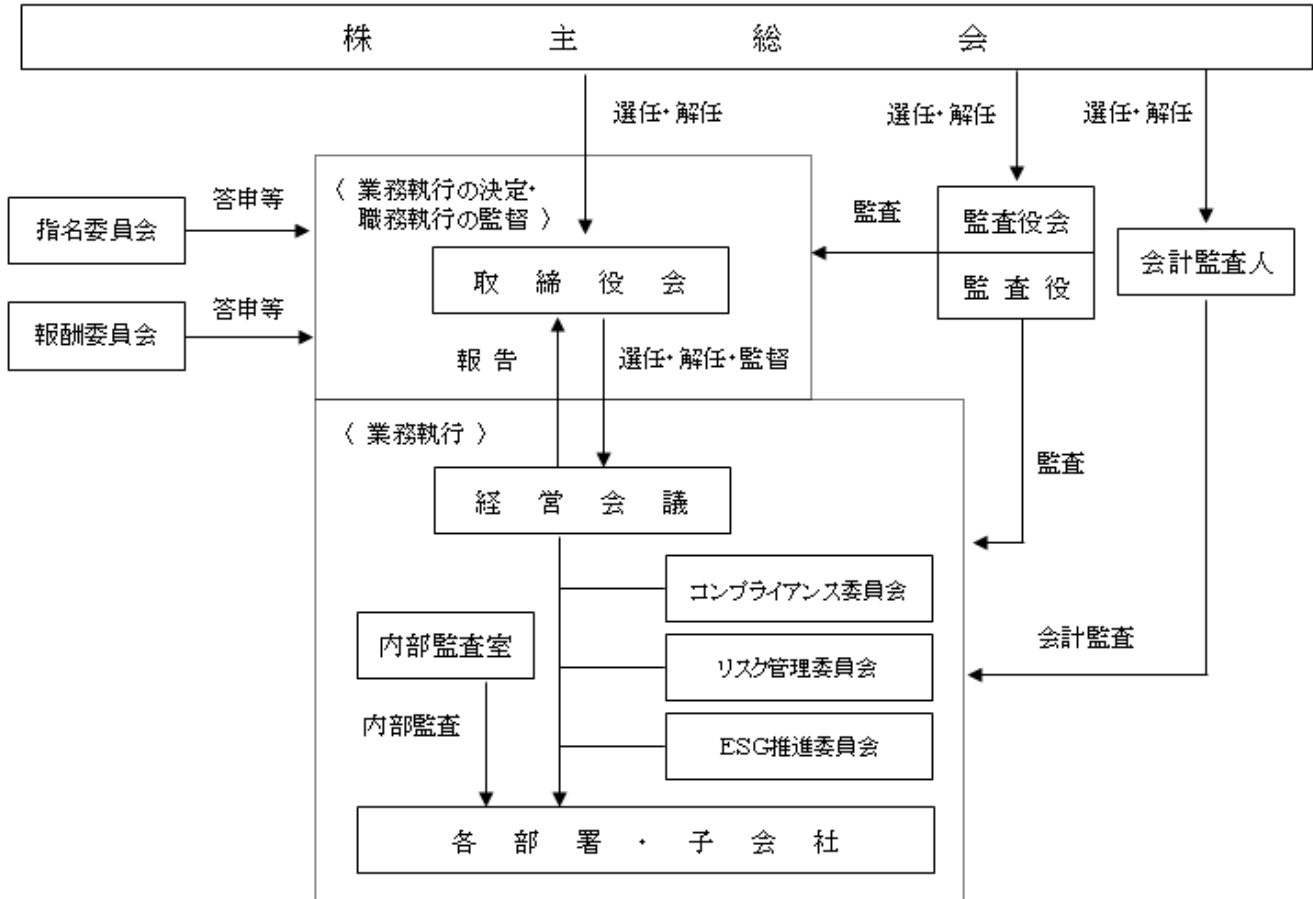 株主総会
選任・解任
選任・解任
選任・解任
〈 業務執行の決定・
職務執行の監督 〉
答申等
指名委員会
監査
監査役会
監査役
会計監査人
取締役会
答申等
報酬委員会
報告
選任・解任・監督
〈 業務執行 〉
監査
経営会議
コンプライアンス委員会
内部監査室
会計監査
リスク管理委員会
内部監査
ESG推進委員会
各部署・子会社